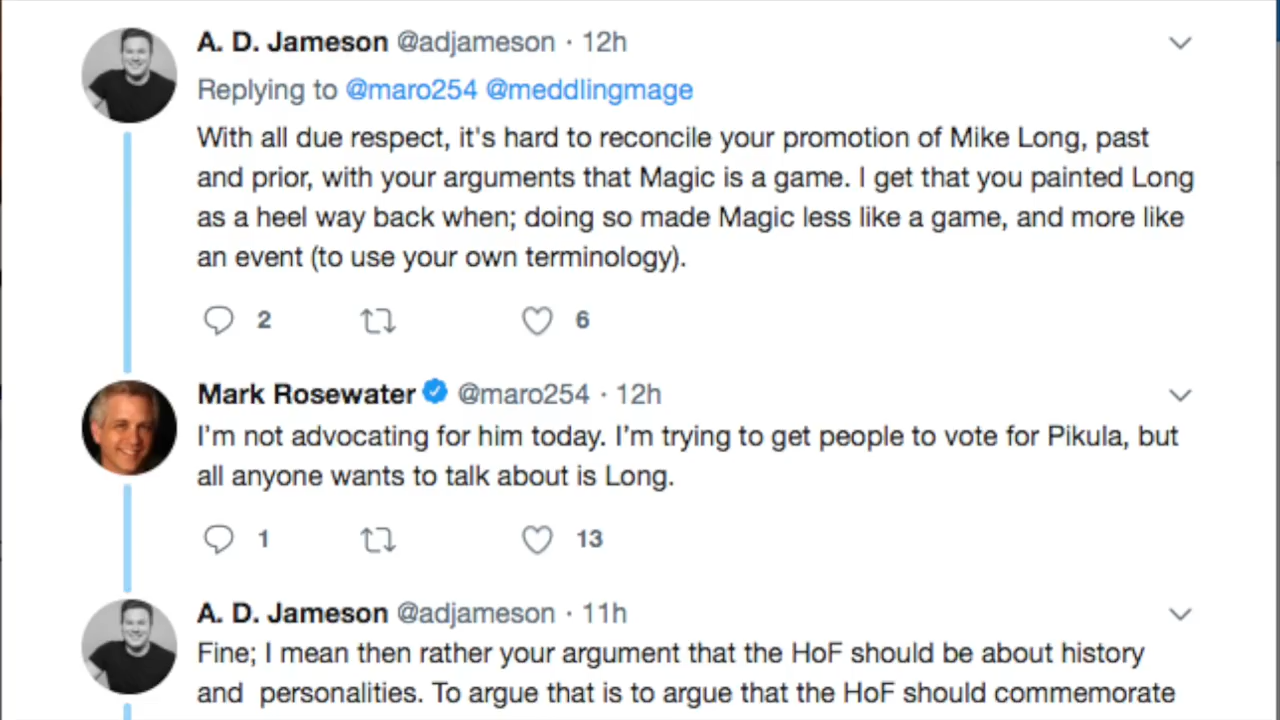 A. D. Jameson @adjameson · 12h
Replying to @maro254 @meddlingmage
With all due respect, it's hard to reconcile your promotion of Mike Long, past
and prior, with your arguments that Magic is a game. I get that you painted Long
as a heel way back when; doing so made Magic less like a game, and more like
an event (to use your own terminology).
2 6
Mark Rosewater @maro254 · 12h
I'm not advocating for him today. I'm trying to get people to vote for Pikula, but
all anyone wants to talk about is Long.
1 13
A. D. Jameson @adjameson · 11h
Fine; I mean then rather your argument that the HoF should be about history
and  personalities. To argue that is to argue that the HoF should commemorate